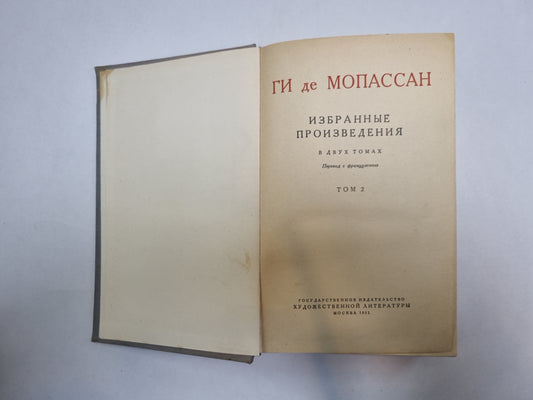 ГИ де МОПАССАН
ИЗБРАННЫЕ
ПРОИЗВЕДЕНИЯ
В ДВУХ ТОМАХ
Перевод с французского
ТОМ 2
ГОСУДАРСТВЕННОЕ ИЗДАТЕЛЬСТВО
ХУДОЖЕСТВЕННОЙ ЛИТЕРАТУРЫ
МОСКВА